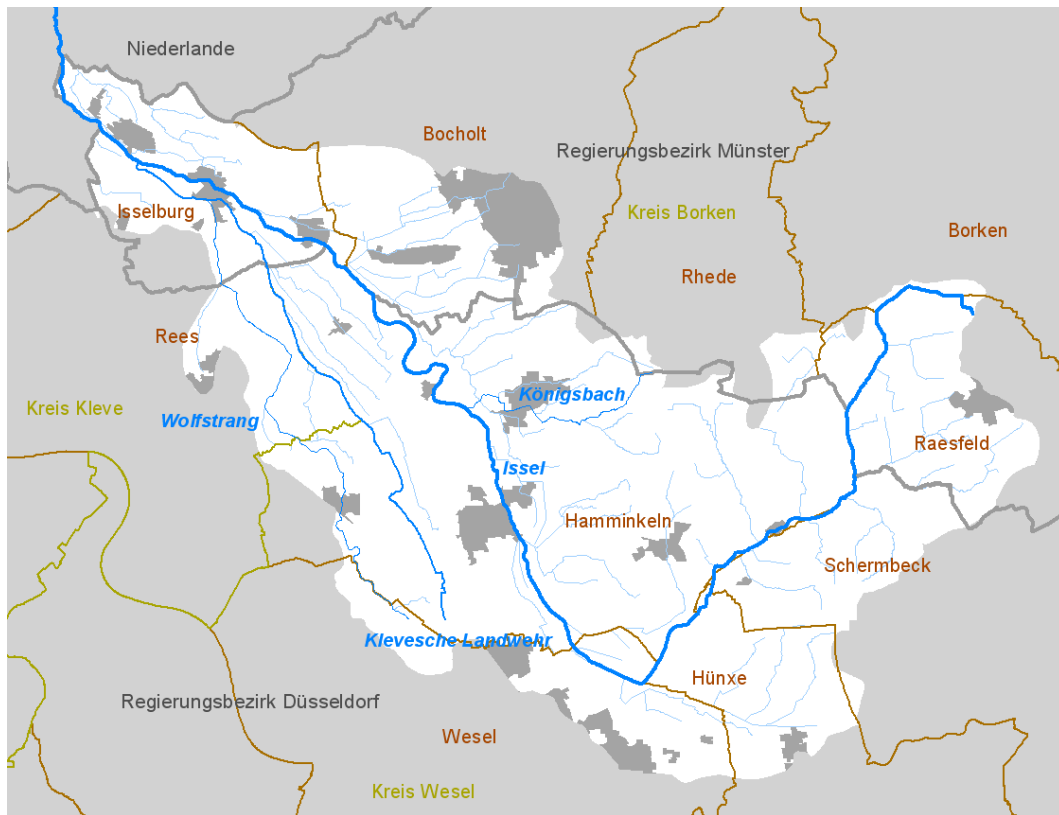 Niederlande
Bocholt
Regierungsbezirk Münster
Kreis Borken
Isselburg
Borken
Rhede
Rees
Königsbach
Kreis Kleve
Wolfstrang
Raesfeld
Issel
Hamminkeln
Schermbeck
Klevesche Landwehr
Hünxe
Regierungsbezirk Düsseldorf
Wesel
Kreis Wesel